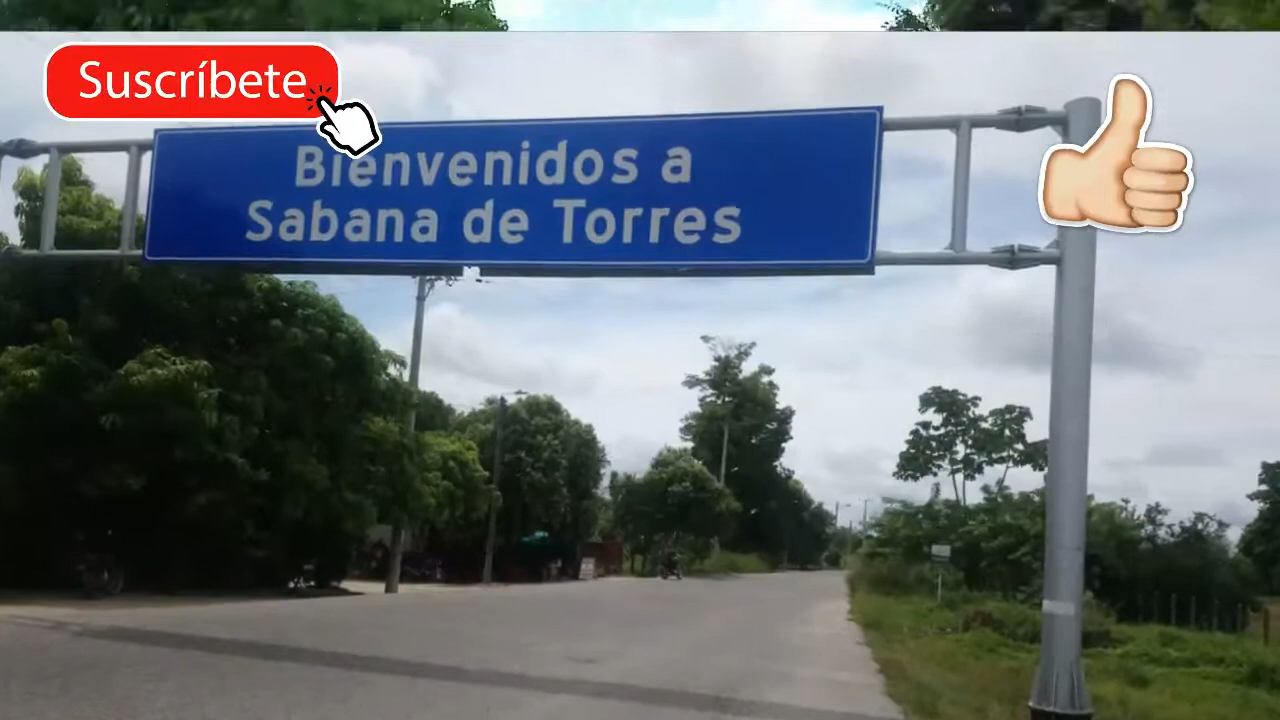 Suscríbete
Bienvenidos a
Sabana de Torres